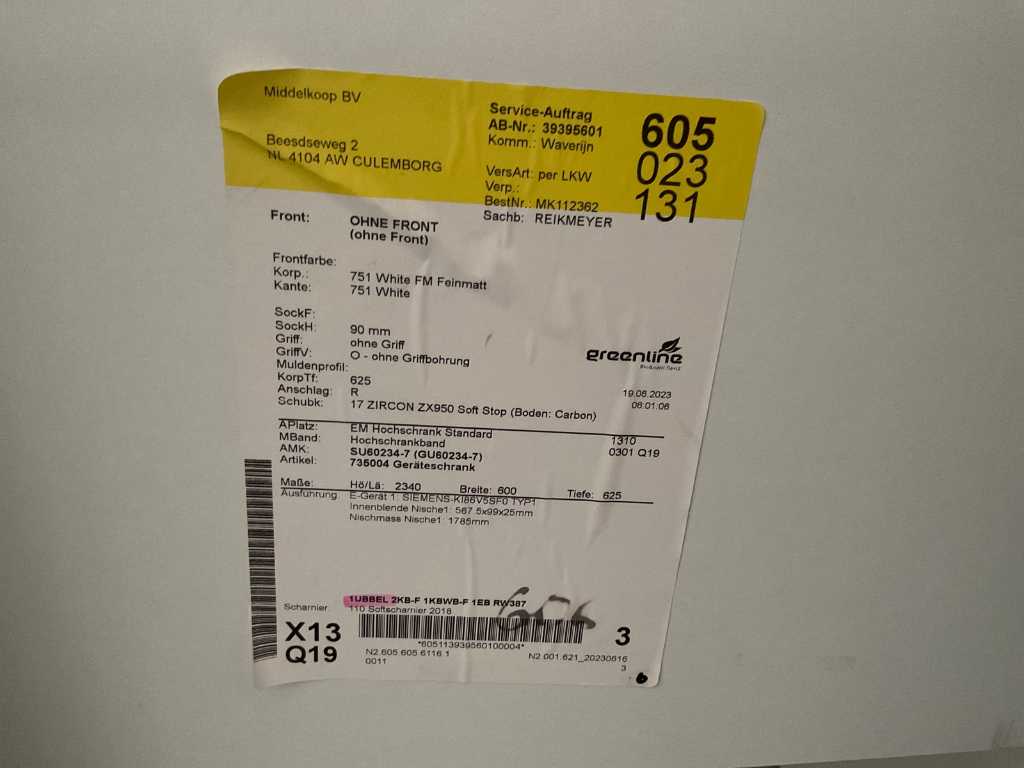 Middelkoop BV
Beesdseweg 2
NL 4104 AW CULEMBORG
Service-Auftrag
AB-Nr.: 39395601
Komm.: Waverijn
VersArt: per LKW
Verp.:
BestNr.: MK112362
Sachb: REIKMEYER
605
023
131
Front: OHNE FRONT
(ohne Front)
Frontfarbe:
Korp.: 751 White FM Feinmatt
Kante: 751 White
SockF:
SockH: 90 mm
Griff: ohne Griff
GriffV: O - ohne Griffbohrung
Muldenprofil:
KorpTf: 625
Anschlag: R
Schubk: 17 ZIRCON ZX950 Soft Stop (Boden: Carbon)
greenline
19.06.2023
06:01:06
APlatz: EM Hochschrank Standard 1310
MBand: Hochschrankband 0301 Q19
AMK: SU60234-7 (GU60234-7)
Artikel: 735004 Geräteschrank
Maße: Hö/Lä: 2340 Breite: 600 Tiefe: 625
Ausführung: E-Gerät 1: SIEMENS-KI86V5SF0 TYP1
Innenblende Nische1: 567.5x99x25mm
Nischmass Nische1: 1785mm
1UBBEL 2KB-F 1KBWB-F 1EB RW387
Scharnier: 110 Softscharnier 2018
X13
Q19
*605113939560100004*
3
N2.605.605.6116.1
0011
N2.001.621_20230616
3